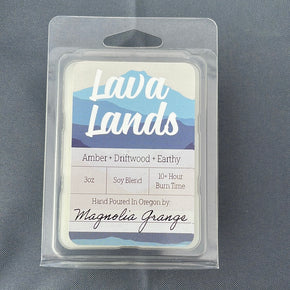 Lava
Lands
Amber + Driftwood + Earthy
3oz
Soy Blend
10+ Hour
Burn Time
Hand Poured In Oregon by:
Magnolia Grange